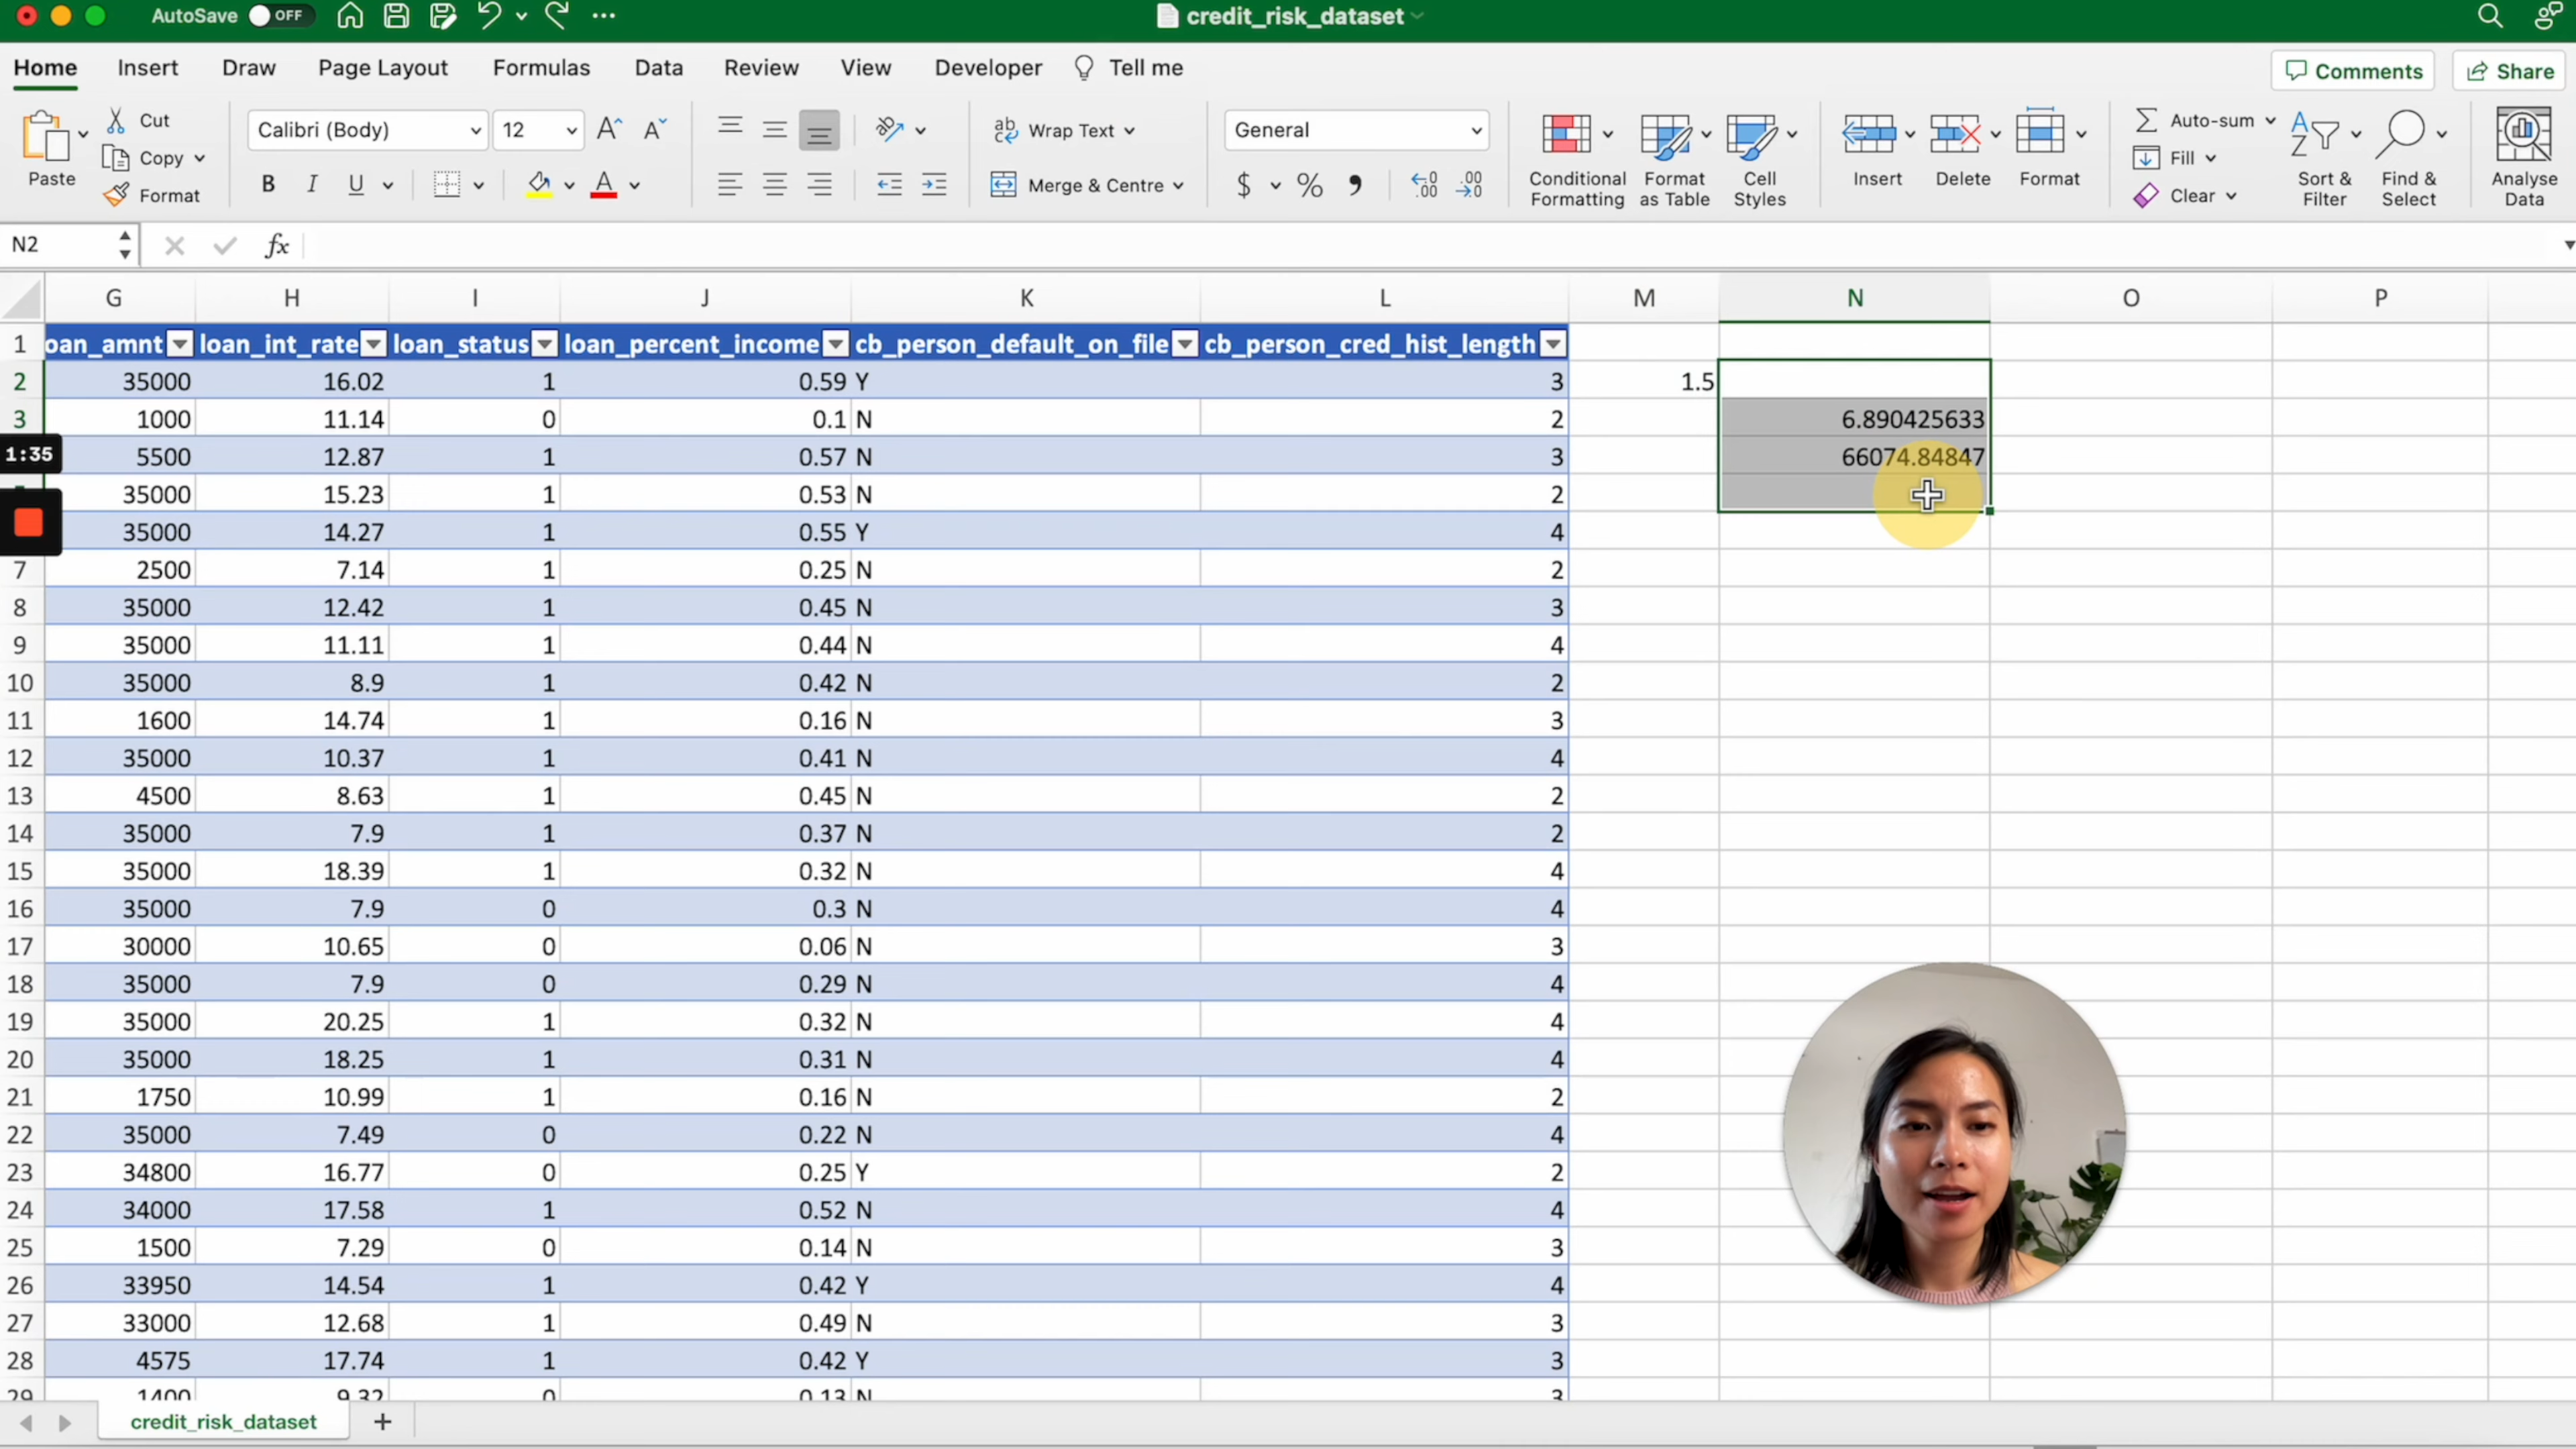 AutoSave OFF
credit_risk_dataset
Home Insert Draw Page Layout Formulas Data Review View Developer Tell me
Comments Share
Paste Cut Copy Format
Calibri (Body) 12
B I U
Wrap Text
Merge & Centre
General
Conditional Formatting
Format as Table
Cell Styles
Insert Delete Format
Auto-sum
Fill
Clear
Sort & Filter
Find & Select
Analyse Data
N2 fx
G H I J K L M N O P
1 oan_amnt loan_int_rate loan_status loan_percent_income cb_person_default_on_file cb_person_cred_hist_length
2 35000 16.02 1 0.59 Y 3 1.5
3 1000 11.14 0 0.1 N 2 6.890425633
1:35 5500 12.87 1 0.57 N 3 66074.84847
35000 15.23 1 0.53 N 2
35000 14.27 1 0.55 Y 4
7 2500 7.14 1 0.25 N 2
8 35000 12.42 1 0.45 N 3
9 35000 11.11 1 0.44 N 4
10 35000 8.9 1 0.42 N 2
11 1600 14.74 1 0.16 N 3
12 35000 10.37 1 0.41 N 4
13 4500 8.63 1 0.45 N 2
14 35000 7.9 1 0.37 N 2
15 35000 18.39 1 0.32 N 4
16 35000 7.9 0 0.3 N 4
17 30000 10.65 0 0.06 N 3
18 35000 7.9 0 0.29 N 4
19 35000 20.25 1 0.32 N 4
20 35000 18.25 1 0.31 N 4
21 1750 10.99 1 0.16 N 2
22 35000 7.49 0 0.22 N 4
23 34800 16.77 0 0.25 Y 2
24 34000 17.58 1 0.52 N 4
25 1500 7.29 0 0.14 N 3
26 33950 14.54 1 0.42 Y 4
27 33000 12.68 1 0.49 N 3
28 4575 17.74 1 0.42 Y 3
29 1400 9.32 0 0.13 N 3
credit_risk_dataset +